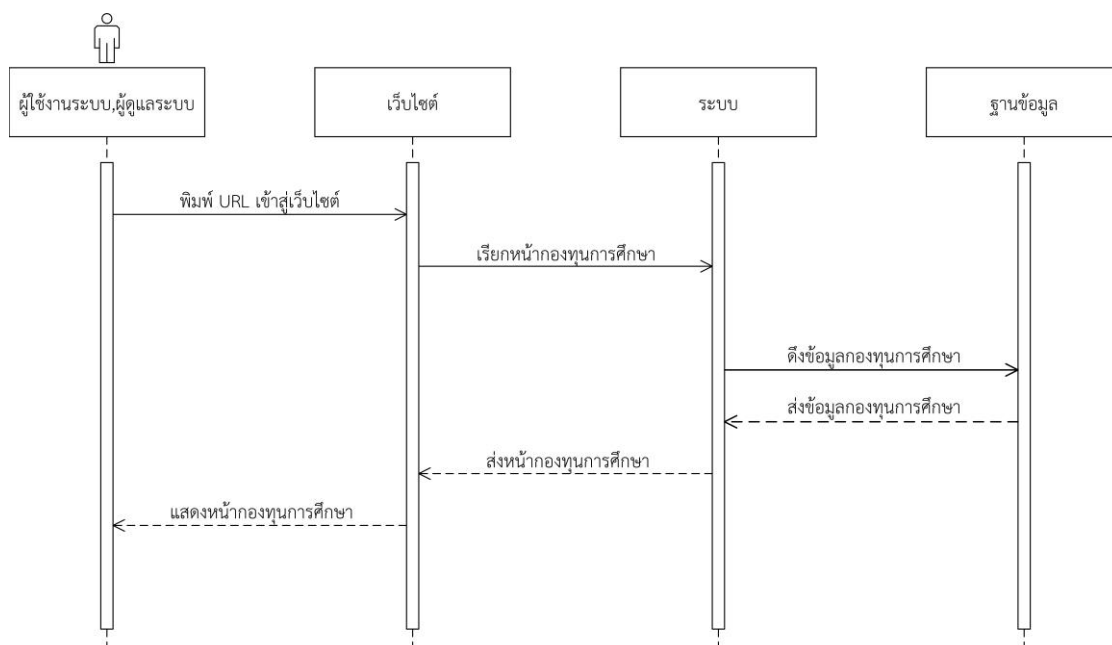 ผู้ใช้งานระบบ,ผู้ดูแลระบบ
เว็บไซต์
ระบบ
ฐานข้อมูล
พิมพ์ URL เข้าสู่เว็บไซต์
เรียกหน้ากองทุนการศึกษา
ดึงข้อมูลกองทุนการศึกษา
ส่งข้อมูลกองทุนการศึกษา
ส่งหน้ากองทุนการศึกษา
แสดงหน้ากองทุนการศึกษา